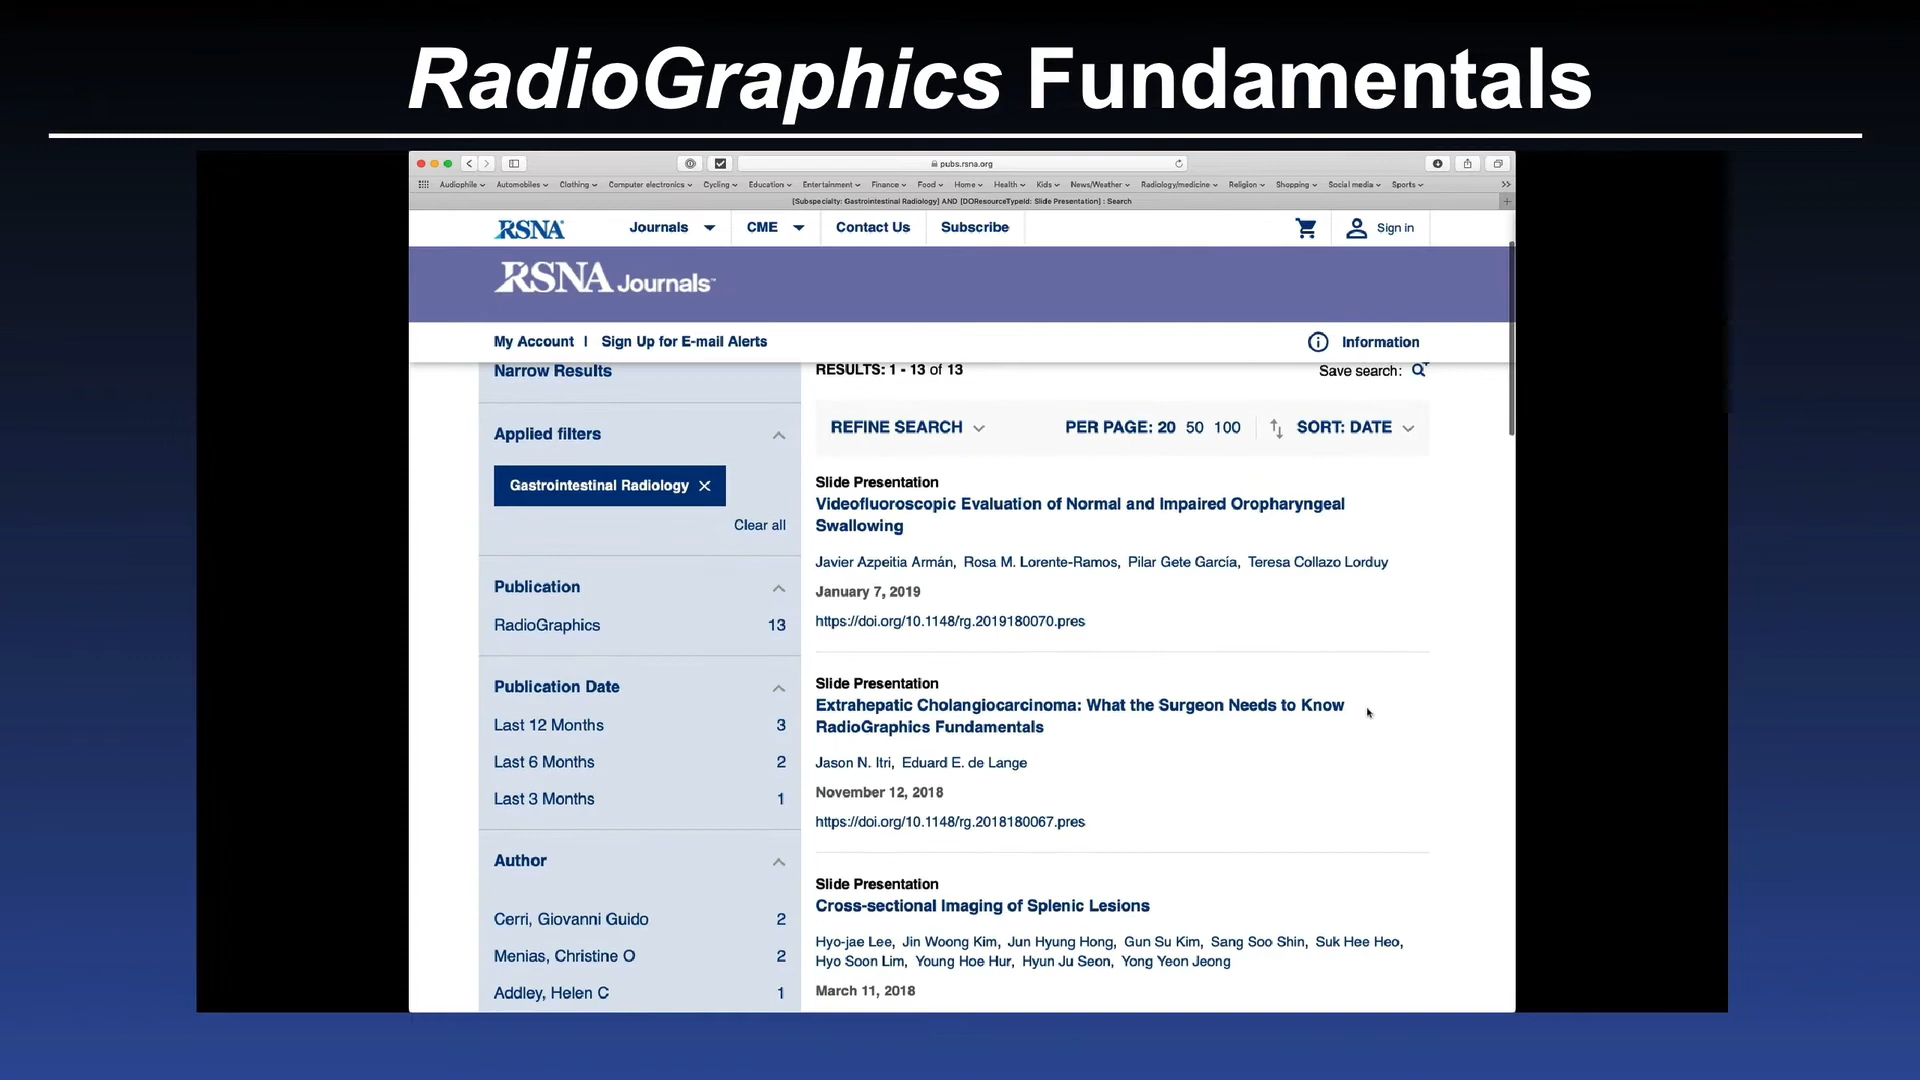 RadioGraphics Fundamentals
pubs.rsna.org
Audiophile Automobiles Clothing Computer electronics Cycling Education Entertainment Finance Food Home Health Kids News/Weather Radiology/medicine Religion Shopping Social media Sports
[Subspecialty: Gastrointestinal Radiology] AND [DOResourceTypeId: Slide Presentation] : Search
RSNA Journals CME Contact Us Subscribe Sign in
RSNA Journals™
My Account | Sign Up for E-mail Alerts Information
Narrow Results
Applied filters
Gastrointestinal Radiology ×
Clear all
Publication
RadioGraphics 13
Publication Date
Last 12 Months 3
Last 6 Months 2
Last 3 Months 1
Author
Cerri, Giovanni Guido 2
Menias, Christine O 2
Addley, Helen C 1
RESULTS: 1 - 13 of 13 Save search:
REFINE SEARCH PER PAGE: 20 50 100 SORT: DATE
Slide Presentation
Videofluoroscopic Evaluation of Normal and Impaired Oropharyngeal
Swallowing
Javier Azpeitia Armán, Rosa M. Lorente-Ramos, Pilar Gete García, Teresa Collazo Lorduy
January 7, 2019
https://doi.org/10.1148/rg.2019180070.pres
Slide Presentation
Extrahepatic Cholangiocarcinoma: What the Surgeon Needs to Know
RadioGraphics Fundamentals
Jason N. Itri, Eduard E. de Lange
November 12, 2018
https://doi.org/10.1148/rg.2018180067.pres
Slide Presentation
Cross-sectional Imaging of Splenic Lesions
Hyo-jae Lee, Jin Woong Kim, Jun Hyung Hong, Gun Su Kim, Sang Soo Shin, Suk Hee Heo,
Hyo Soon Lim, Young Hoe Hur, Hyun Ju Seon, Yong Yeon Jeong
March 11, 2018